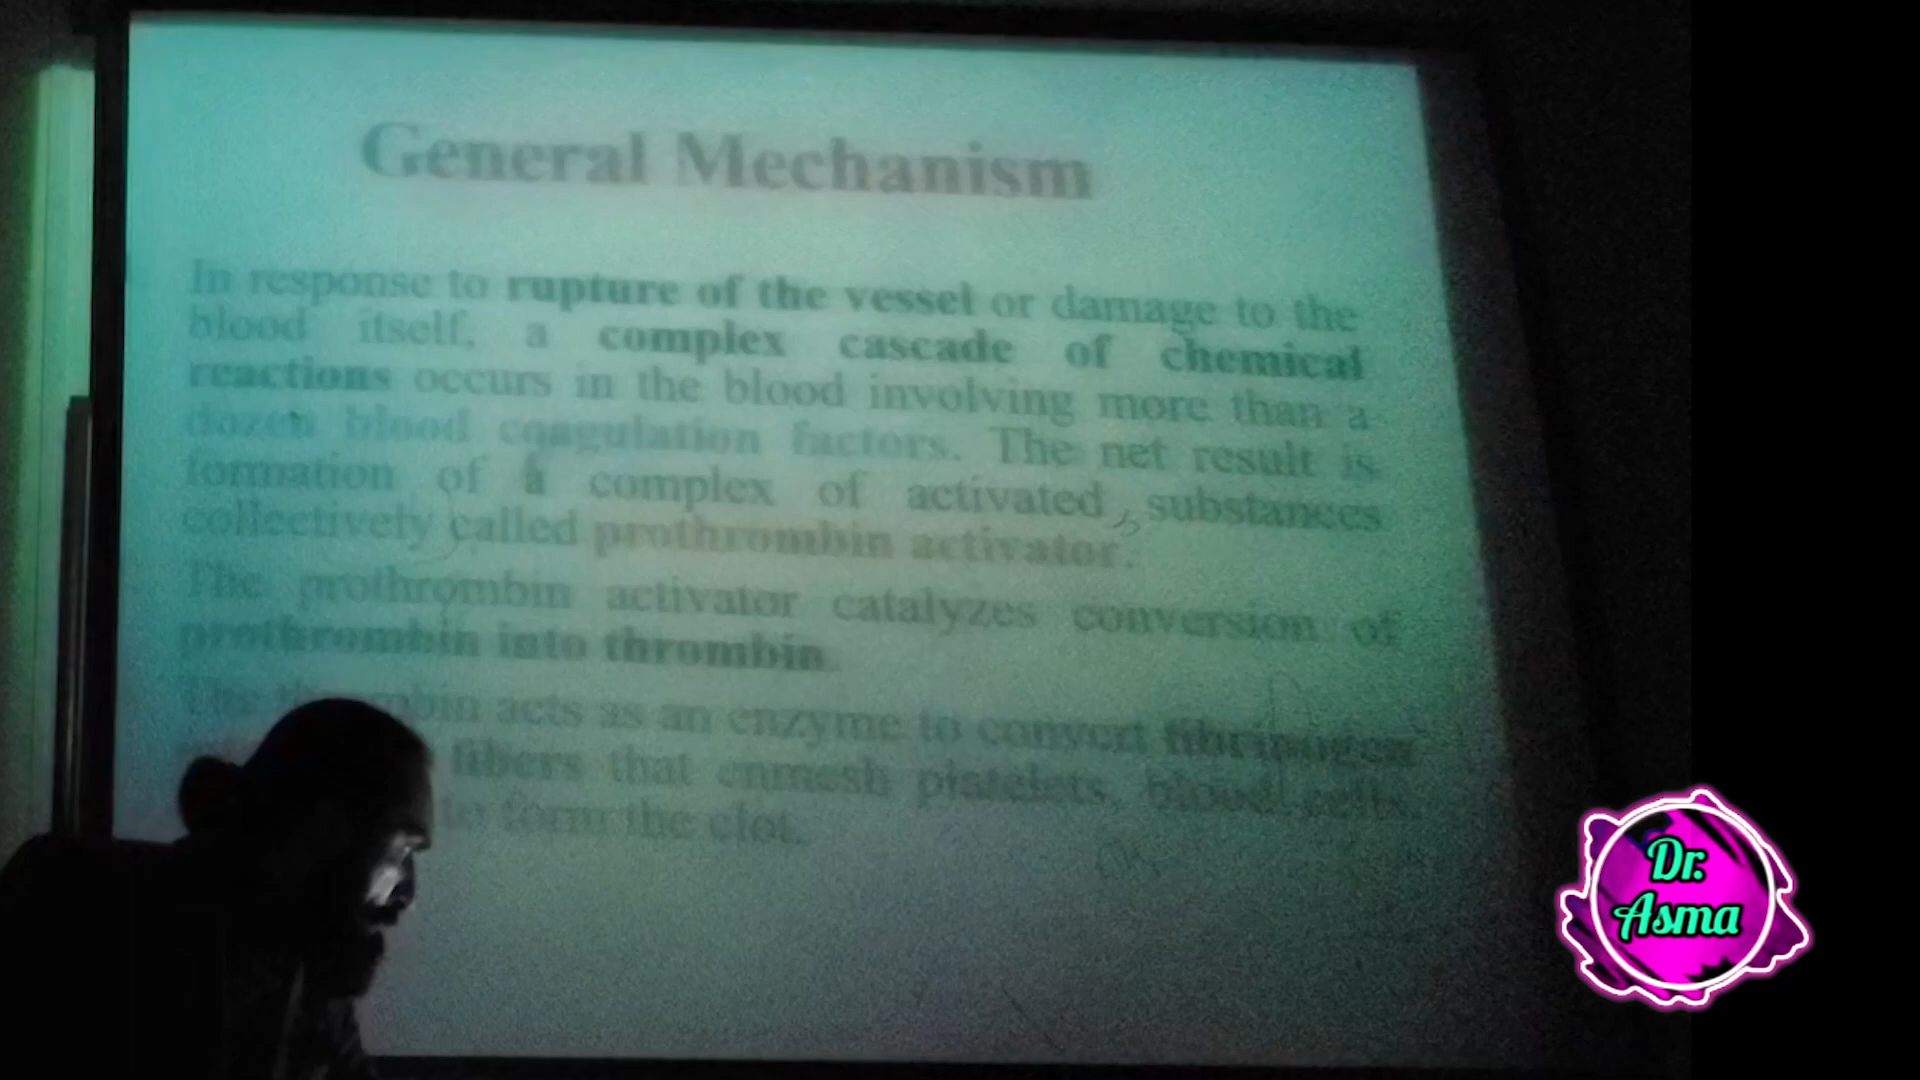 General Mechanism
In response to rupture of the vessel or damage to the
blood itself, a complex cascade of chemical
reactions occurs in the blood involving more than a
dozen blood coagulation factors. The net result is
formation of a complex of activated substances
collectively called prothrombin activator.
The prothrombin activator catalyzes conversion of
prothrombin into thrombin.
The thrombin acts as an enzyme to convert fibrinogen
fibers that enmesh platelets, blood cells,
to form the clot.
Dr.
Asma